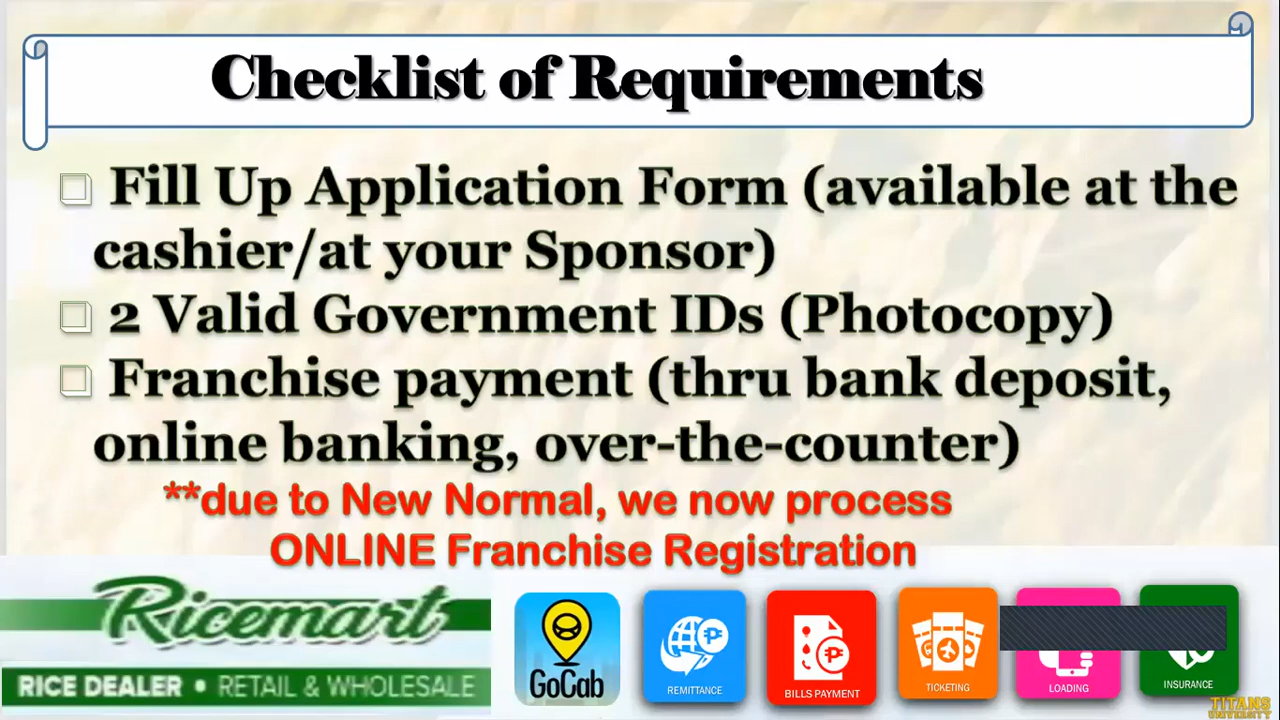 Checklist of Requirements
Fill Up Application Form (available at the
cashier/at your Sponsor)
2 Valid Government IDs (Photocopy)
Franchise payment (thru bank deposit,
online banking, over-the-counter)
**due to New Normal, we now process
ONLINE Franchise Registration
Ricemart
RICE DEALER • RETAIL & WHOLESALE
GoCab
REMITTANCE
BILLS PAYMENT
TICKETING
LOADING
INSURANCE
TITANS
UNIVERSITY